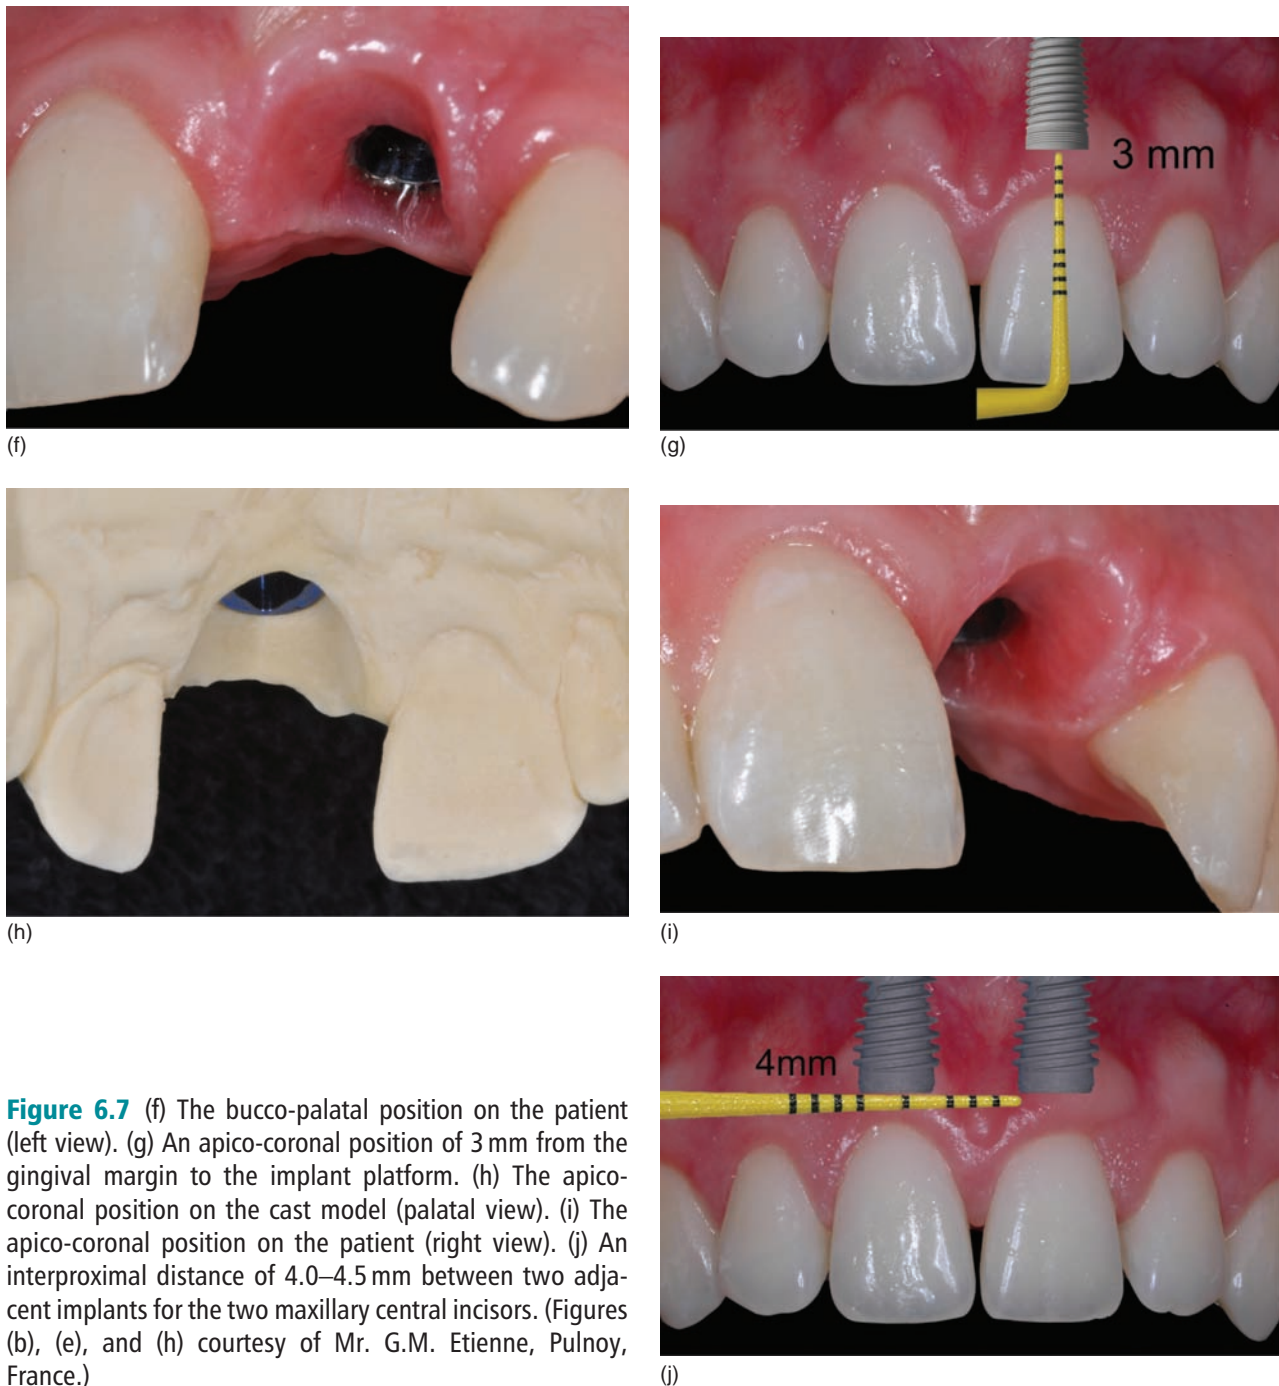 (f)
3 mm
(g)
(h)
(i)
4mm
(j)
Figure 6.7 (f) The bucco-palatal position on the patient
(left view). (g) An apico-coronal position of 3 mm from the
gingival margin to the implant platform. (h) The apico-
coronal position on the cast model (palatal view). (i) The
apico-coronal position on the patient (right view). (j) An
interproximal distance of 4.0–4.5 mm between two adja-
cent implants for the two maxillary central incisors. (Figures
(b), (e), and (h) courtesy of Mr. G.M. Etienne, Pulnoy,
France.)